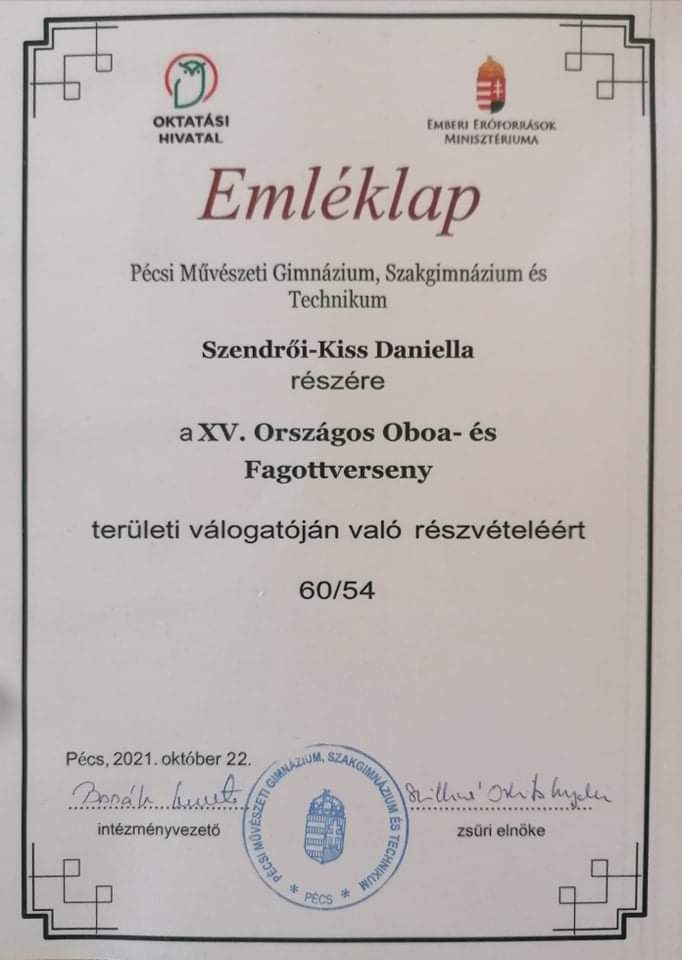 OKTATÁSI
HIVATAL
EMBERI ERŐFORRÁSOK
MINISZTÉRIUMA
Emléklap
Pécsi Művészeti Gimnázium, Szakgimnázium és
Technikum
Szendrői-Kiss Daniella
részére
a XV. Országos Oboa- és
Fagottverseny
területi válogatóján való részvételéért
60/54
Pécs, 2021. október 22.
intézményvezető
zsűri elnöke
PÉCSI MŰVÉSZETI GIMNÁZIUM, SZAKGIMNÁZIUM ÉS TECHNIKUM
* PÉCS *